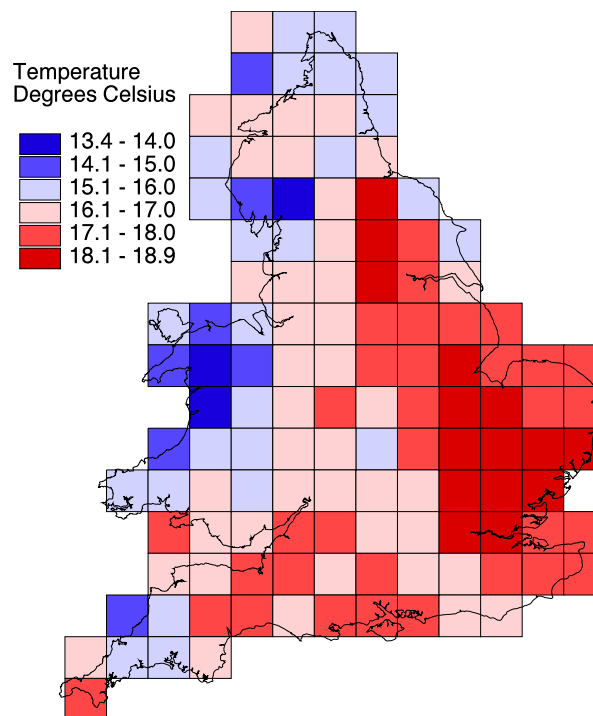 Temperature
Degrees Celsius
13.4 - 14.0
14.1 - 15.0
15.1 - 16.0
16.1 - 17.0
17.1 - 18.0
18.1 - 18.9